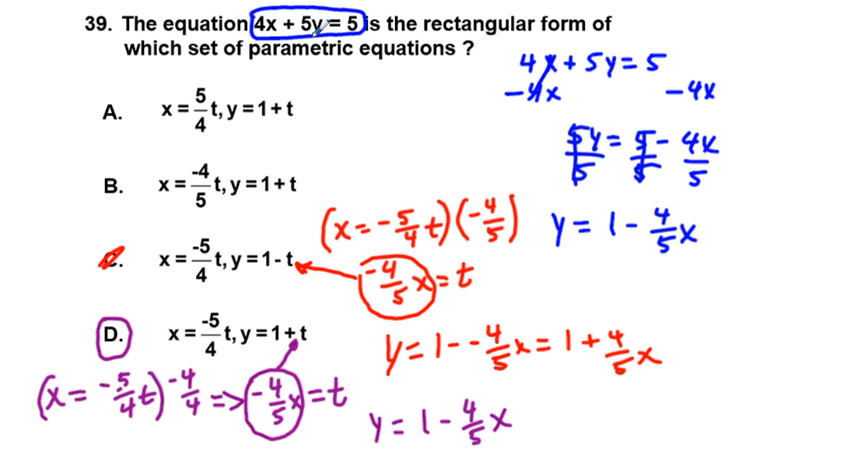 39. The equation 4x + 5y = 5 is the rectangular form of
which set of parametric equations ?
4x + 5y = 5
-4x -4x
5y/5 = 5/5 - 4x/5
y = 1 - 4/5 x
A. x = 5/4 t, y = 1 + t
B. x = -4/5 t, y = 1 + t
C. x = -5/4 t, y = 1 - t
(x = -5/4 t)(-4/5)
-4/5 x = t
y = 1 - -4/5 x = 1 + 4/5 x
D. x = -5/4 t, y = 1 + t
(x = -5/4 t) -4/4 => -4/5 x = t
y = 1 - 4/5 x